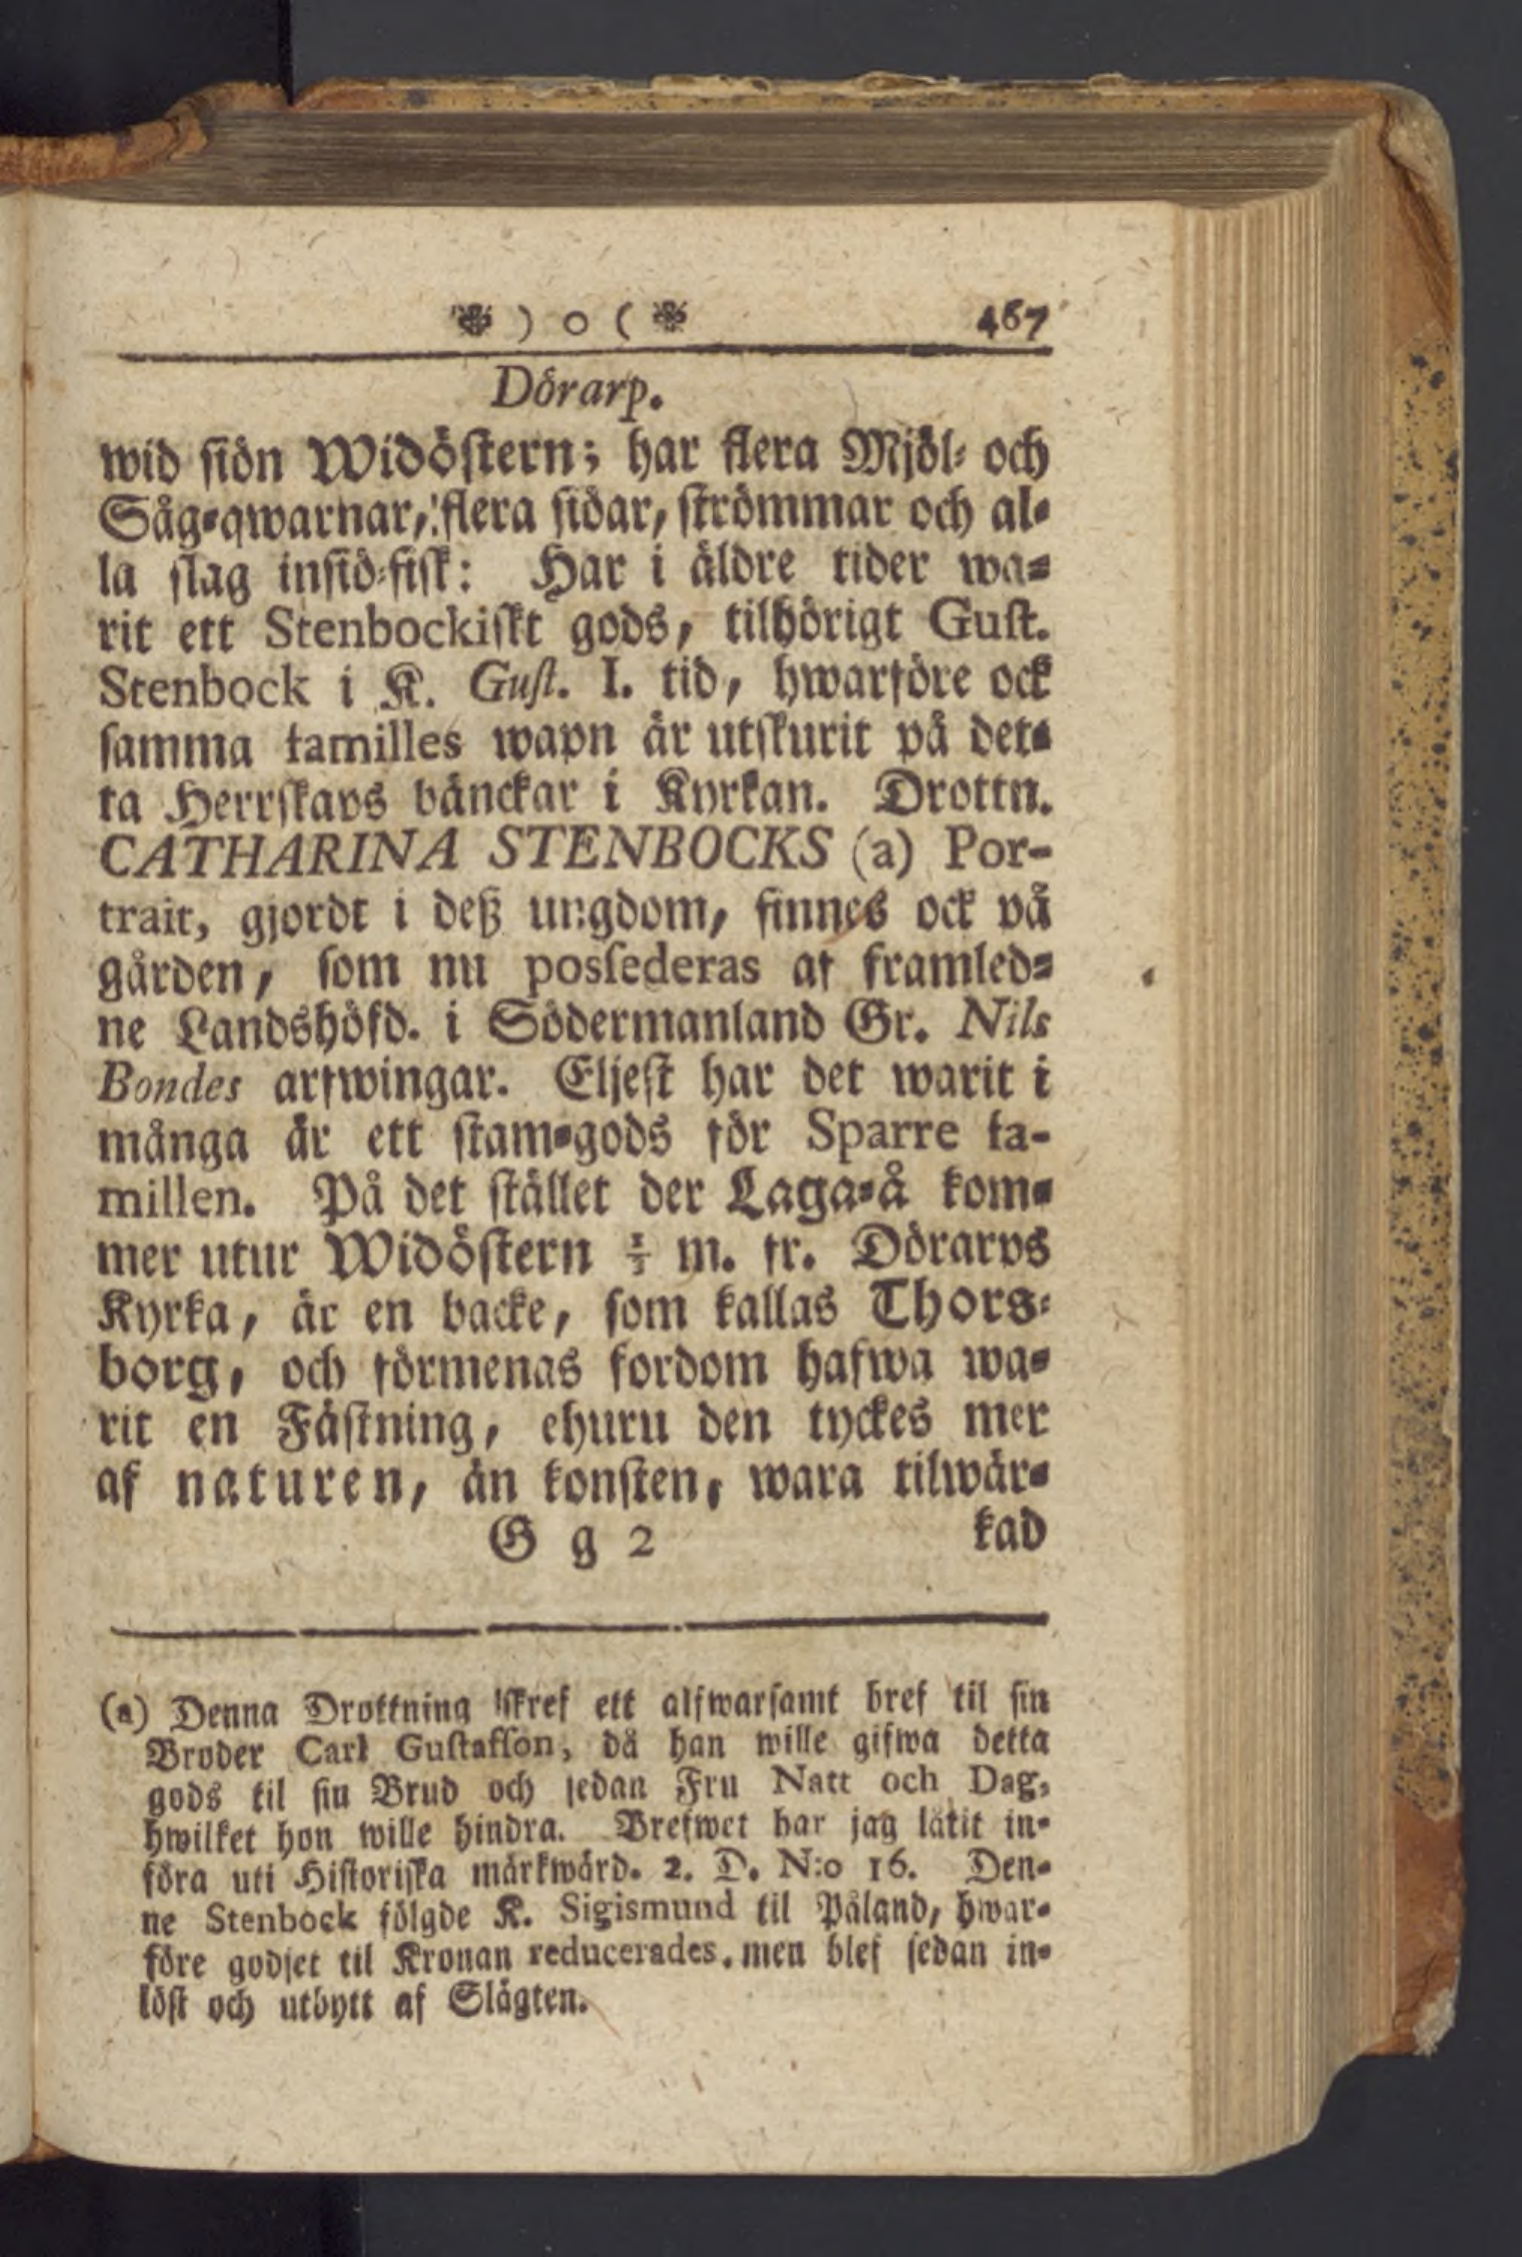 ❉ ) o ( ❉ 467
Dörarp.
wid siön Widöstern; har flera Mjöl- och
Såg-qwarnar, flera siöar, strömmar och al-
la slag insiö-fisk: Har i äldre tider wa-
rit ett Stenbockiskt gods, tilhörigt Gust.
Stenbock i K. Gust. I. tid, hwarföre ock
samma familles wapn är utskurit på det-
ta Herrskaps bänckar i Kyrkan. Drottn.
CATHARINA STENBOCKS (a) Por-
trait, gjordt i deß ungdom, finnes ock på
gården, som nu possederas af framled-
ne Landshöfd. i Södermanland Gr. Nils
Bondes arfwingar. Eljest har det warit i
många år ett stam-gods för Sparre fa-
millen. På det stället der Laga-å kom-
mer utur Widöstern m. fr. Dörarps
Kyrka, är en backe, som kallas Thors-
borg, och förmenas fordom hafwa wa-
rit en Fästning, ehuru den tyckes mer
af naturen, än konsten, wara tilwär-
G g 2 kad
(a) Denna Drottning skref ett alfwarsamt bref til sin
Broder Carl Gustafson, då han wille gifwa detta
gods til sin Brud och sedan Fru Natt och Dag,
hwilket hon wille hindra. Brefwet har jag låtit in-
föra uti Historiska märkwärd. 2. D. N:o 16. Den-
ne Stenbock fölgde K. Sigismund til Påland, hwar-
före godset til Kronan reducerades, men blef sedan in-
löst och utbytt af Slägten.